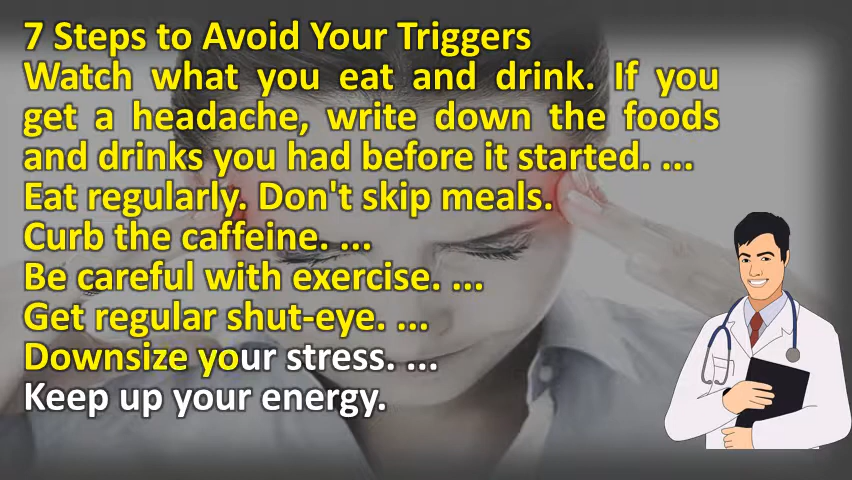 7 Steps to Avoid Your Triggers
Watch what you eat and drink. If you
get a headache, write down the foods
and drinks you had before it started. ...
Eat regularly. Don't skip meals.
Curb the caffeine. ...
Be careful with exercise. ...
Get regular shut-eye. ...
Downsize your stress. ...
Keep up your energy.